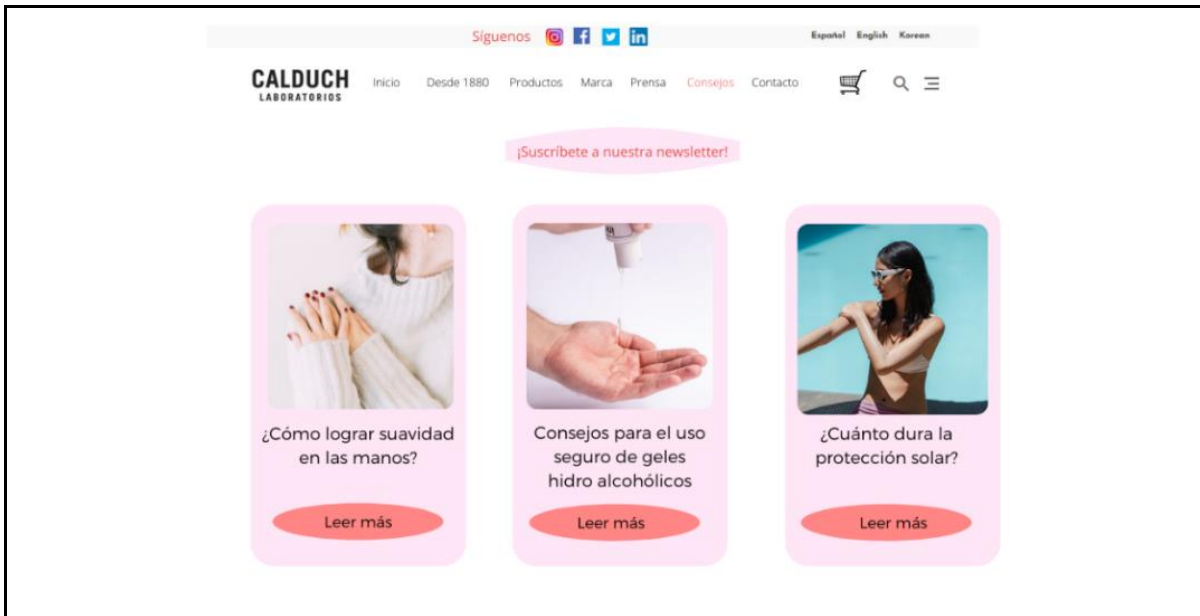 Síguenos
Español English Korean
CALDUCH
LABORATORIOS
Inicio Desde 1880 Productos Marca Prensa Consejos Contacto
¡Suscríbete a nuestra newsletter!
¿Cómo lograr suavidad
en las manos?
Leer más
Consejos para el uso
seguro de geles
hidro alcohólicos
Leer más
¿Cuánto dura la
protección solar?
Leer más